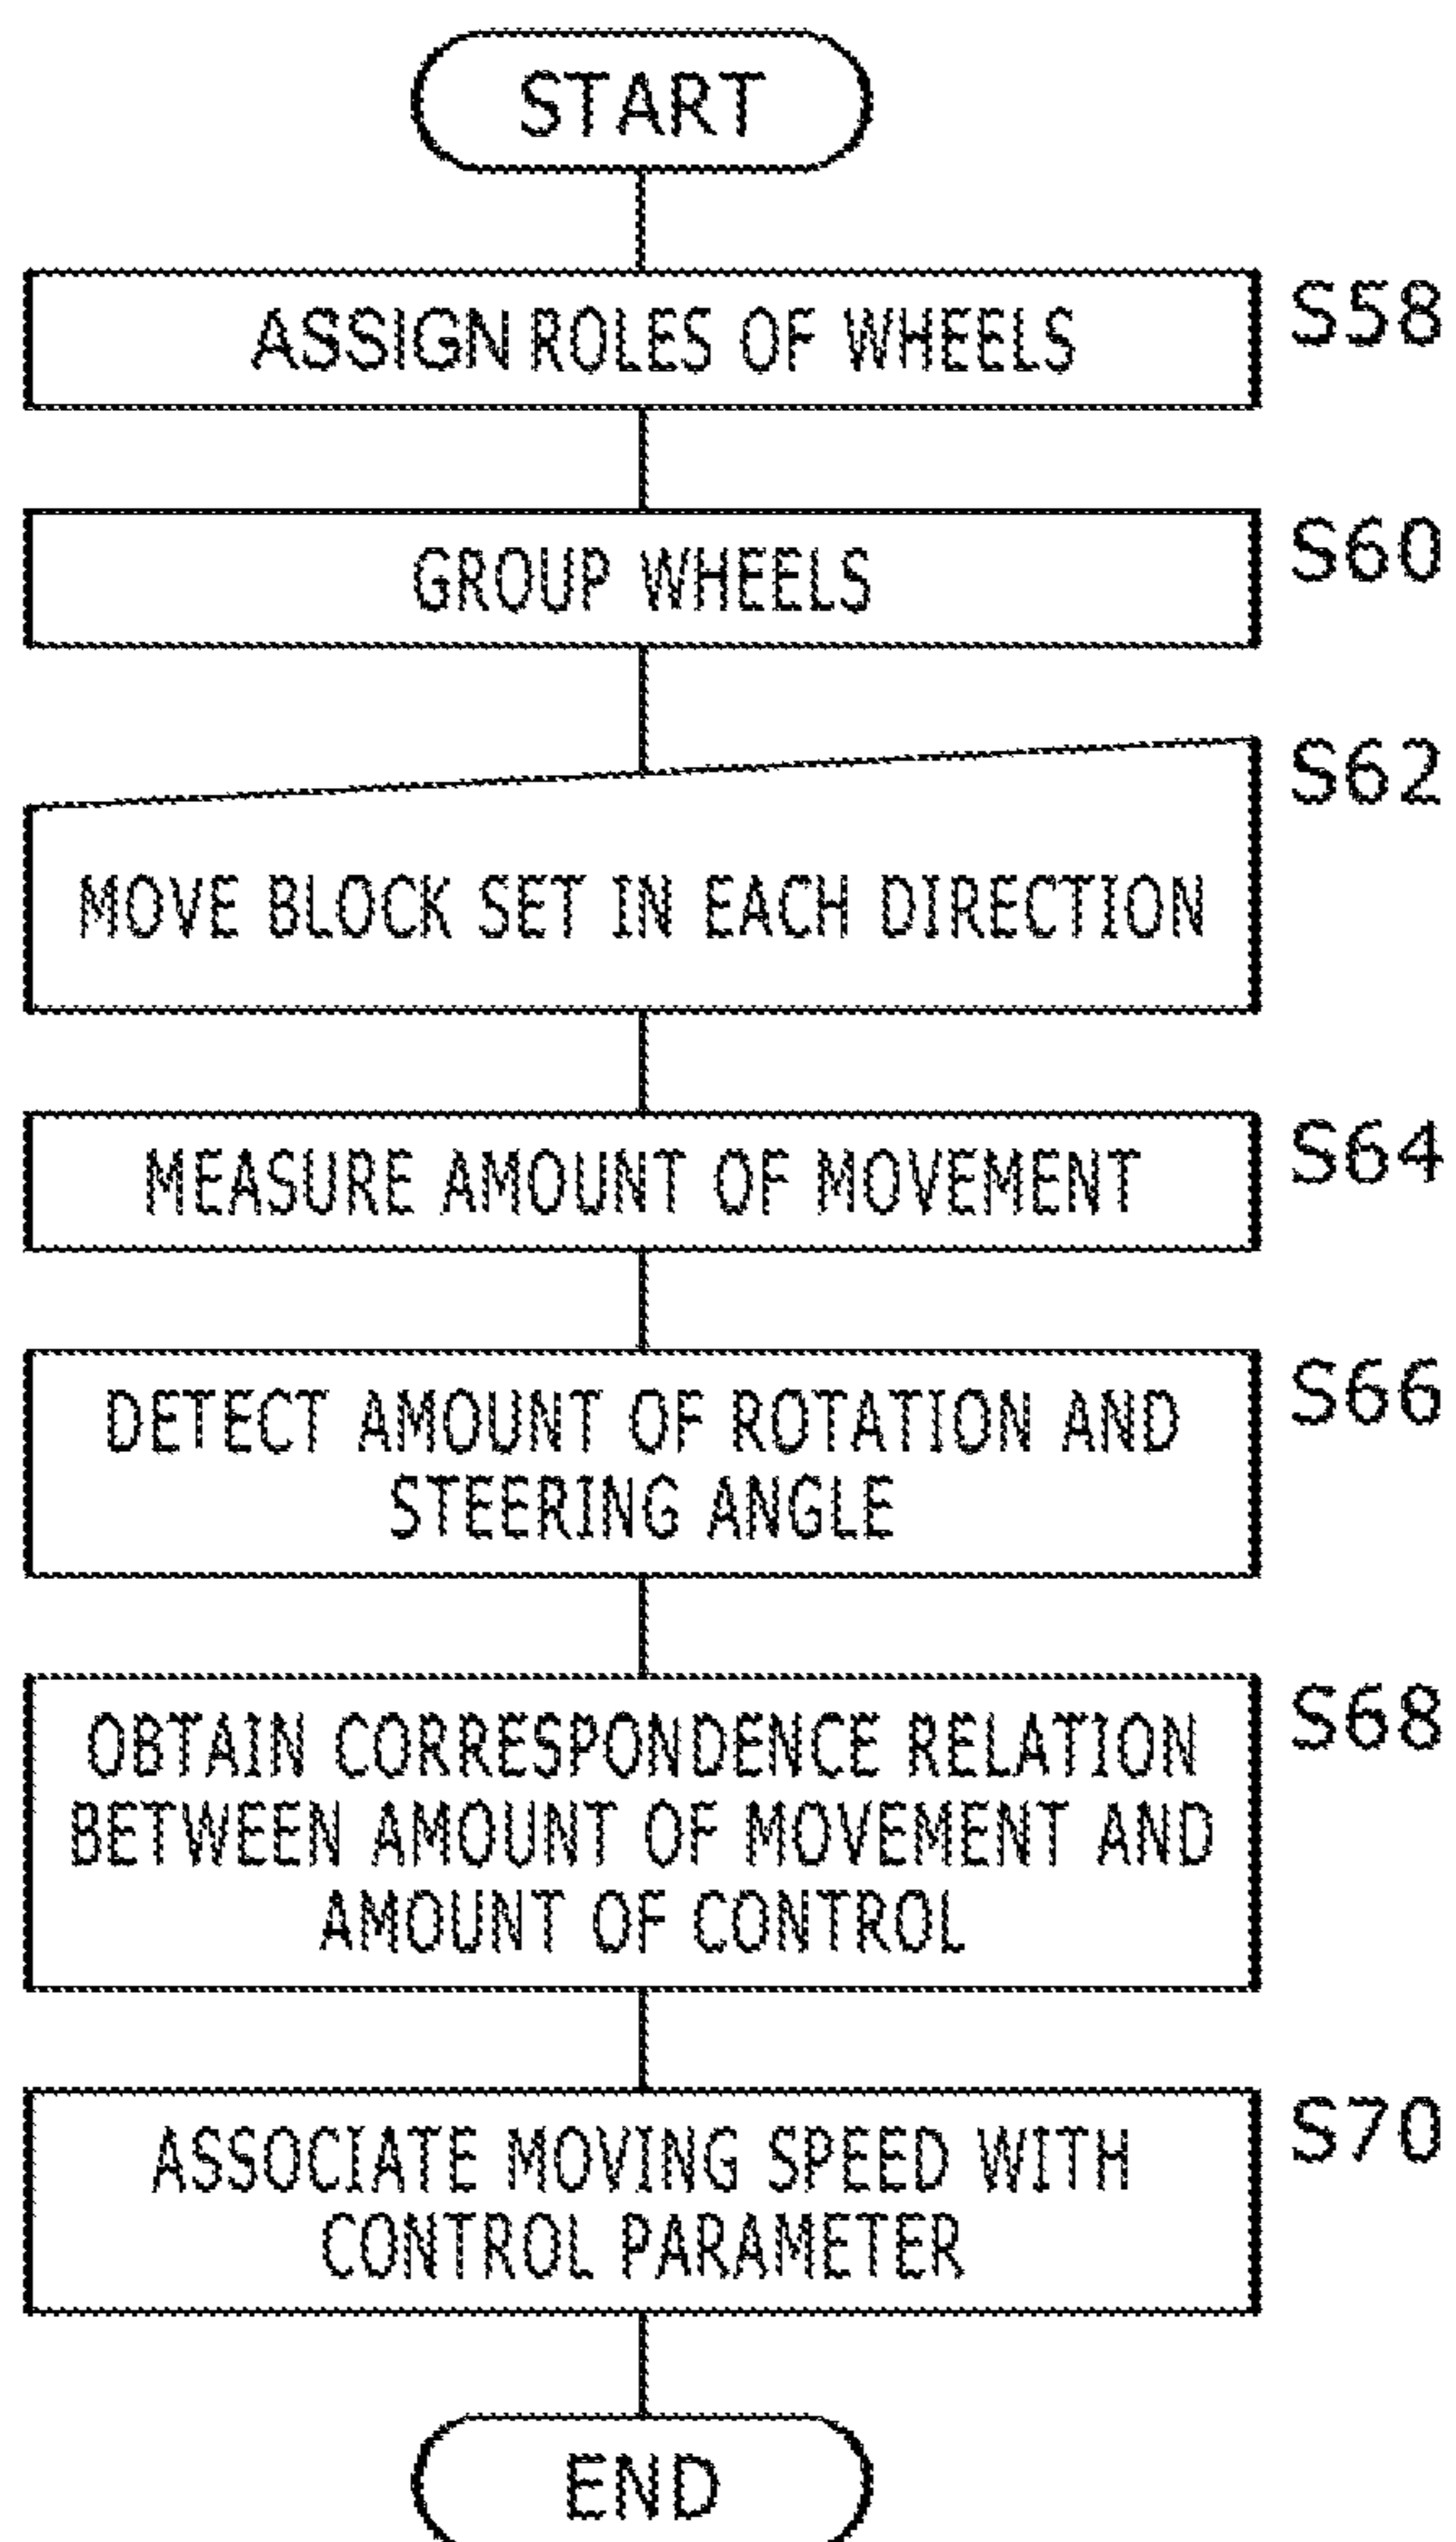 START
ASSIGN ROLES OF WHEELS
S58
GROUP WHEELS
S60
S62
MOVE BLOCK SET IN EACH DIRECTION
MEASURE AMOUNT OF MOVEMENT
S64
DETECT AMOUNT OF ROTATION AND
STEERING ANGLE
S66
OBTAIN CORRESPONDENCE RELATION
BETWEEN AMOUNT OF MOVEMENT AND
AMOUNT OF CONTROL
S68
ASSOCIATE MOVING SPEED WITH
CONTROL PARAMETER
S70
END